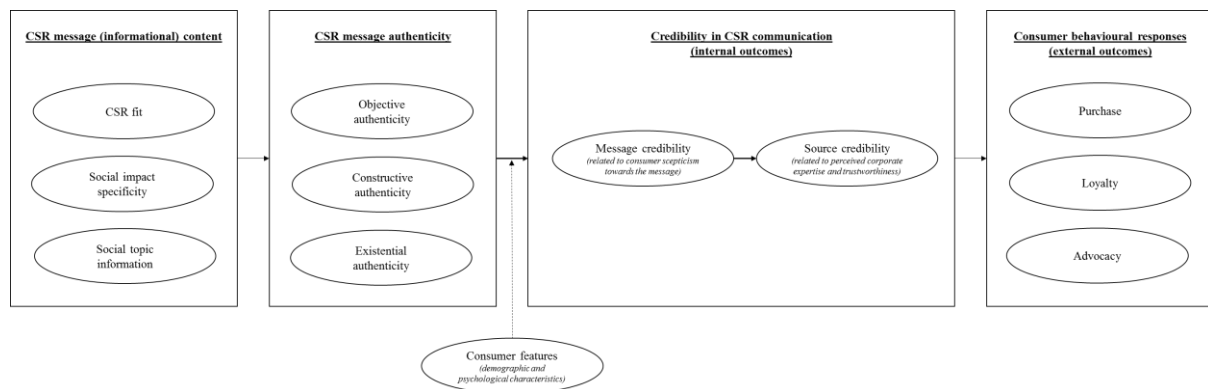 CSR message (informational) content
CSR fit
Social impact
specificity
Social topic
information
CSR message authenticity
Objective
authenticity
Constructive
authenticity
Existential
authenticity
Credibility in CSR communication
(internal outcomes)
Message credibility
(related to consumer scepticism
towards the message)
Source credibility
(related to perceived corporate
expertise and trustworthiness)
Consumer behavioural responses
(external outcomes)
Purchase
Loyalty
Advocacy
Consumer features
(demographic and
psychological characteristics)